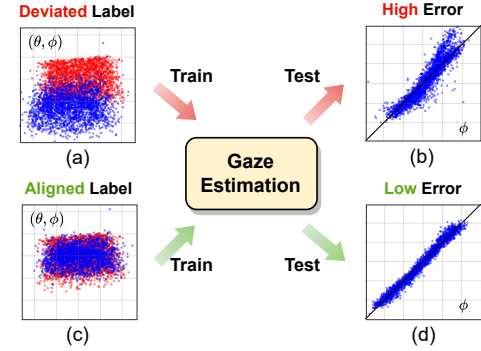 Deviated Label
High Error
(θ, ϕ)
Train
Test
ϕ
(a)
(b)
Gaze
Estimation
Aligned Label
Low Error
(θ, ϕ)
Train
Test
ϕ
(c)
(d)